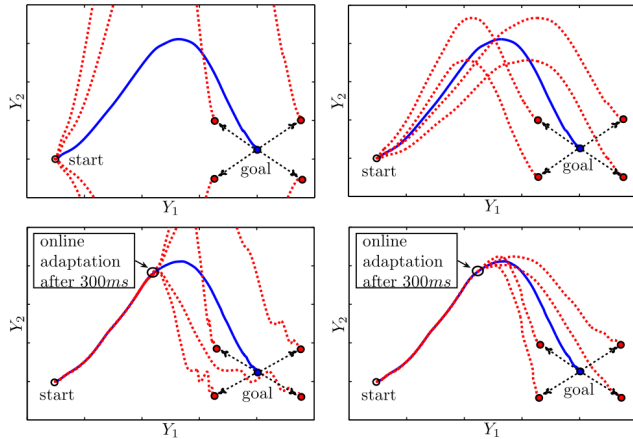 Y2
start
goal
Y1
Y2
start
goal
Y1
online
adaptation
after 300ms
Y2
start
goal
Y1
online
adaptation
after 300ms
Y2
start
goal
Y1